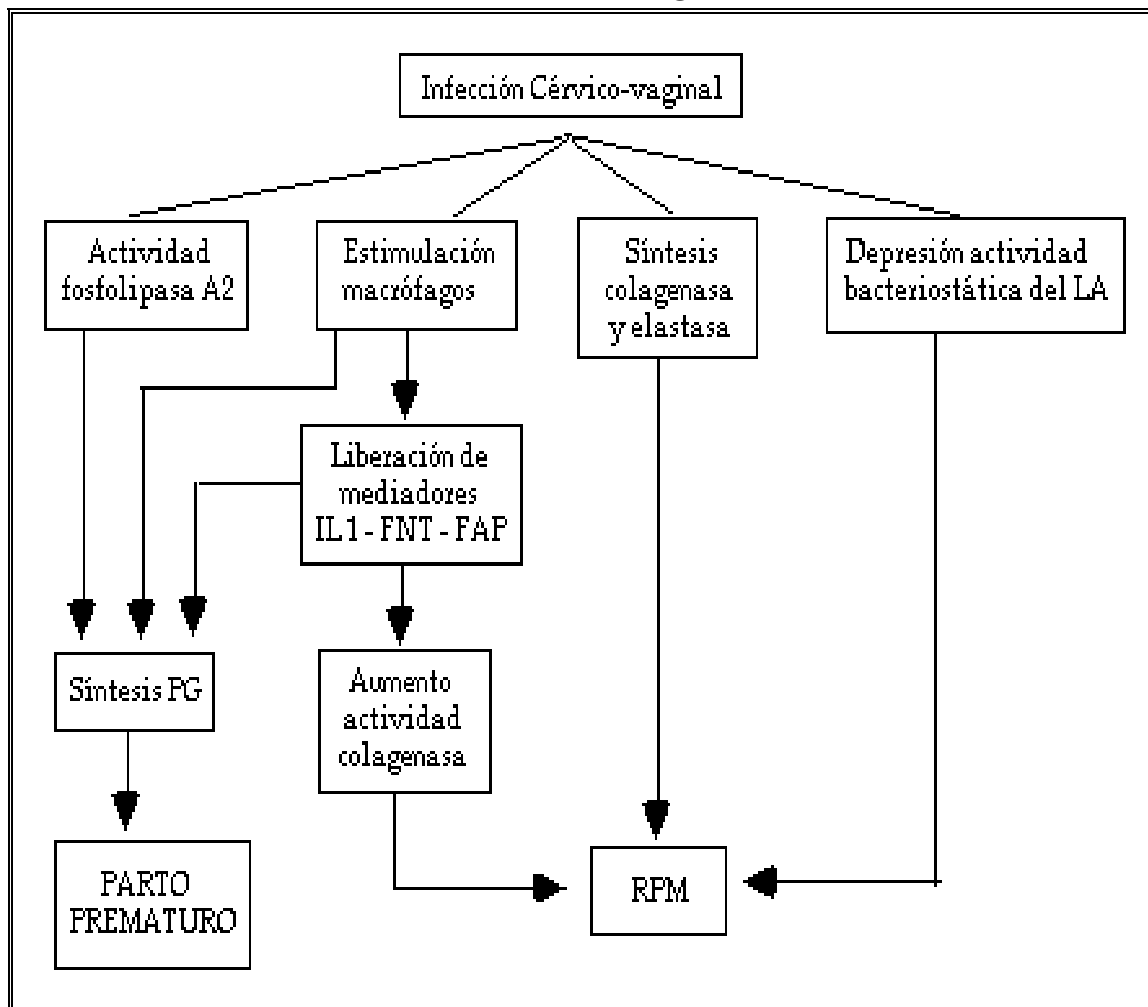 Infección Cérvico-vaginal
Actividad
fosfolipasa A2
Estimulación
macrófagos
Síntesis
colagenasa
y elastasa
Depresión actividad
bacteriostática del LA
Liberación de
mediadores
IL1 - FNT - FAP
Síntesis PG
Aumento
actividad
colagenasa
PARTO
PREMATURO
RPM